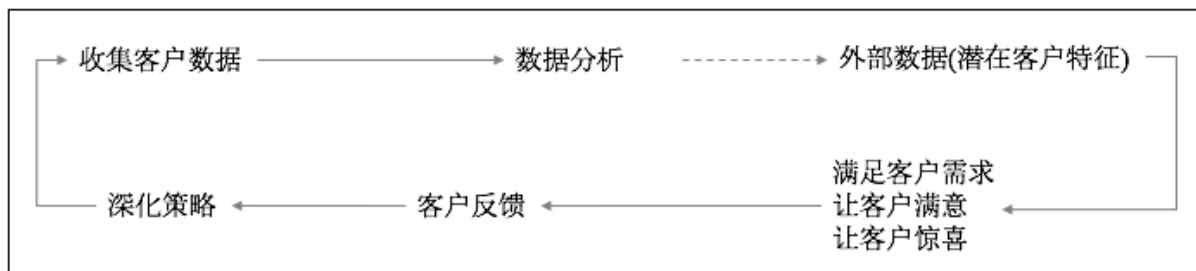 收集客户数据
数据分析
外部数据(潜在客户特征)
满足客户需求
让客户满意
让客户惊喜
客户反馈
深化策略